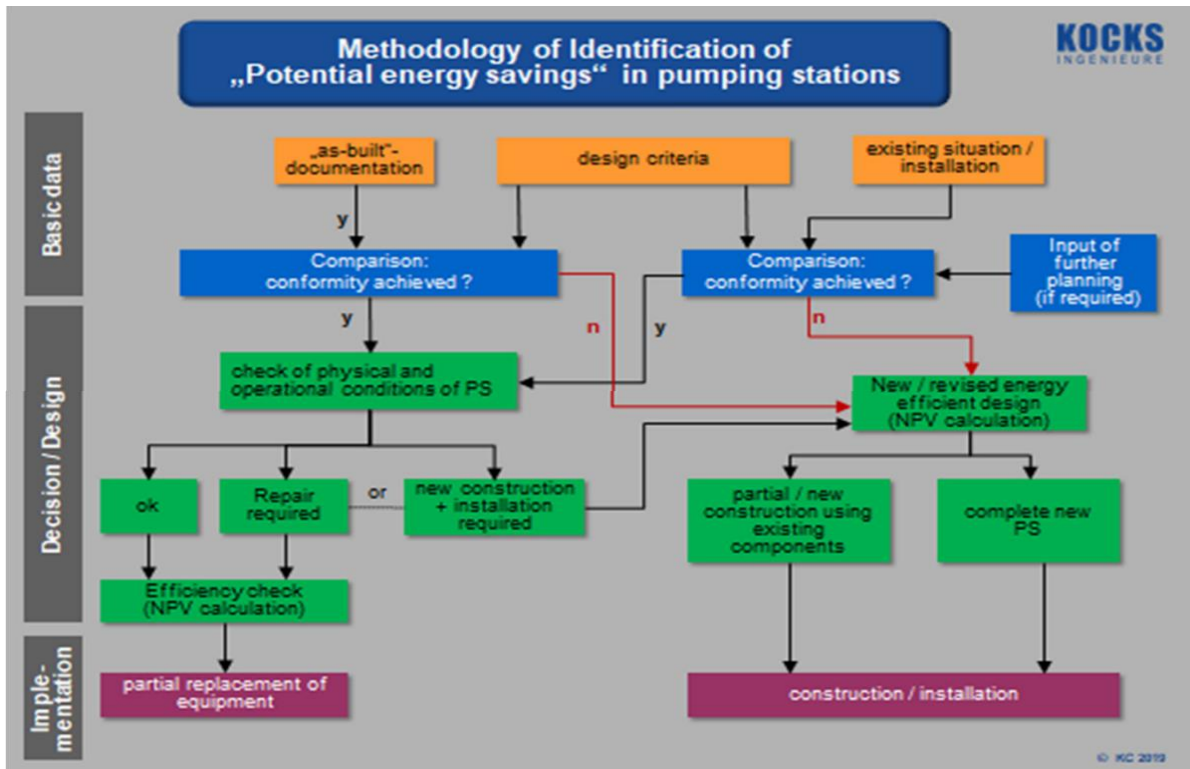 Methodology of Identification of
„Potential energy savings“ in pumping stations
KOCKS
INGENIEURE
Basic data
„as-built“-
documentation
design criteria
existing situation /
installation
y
Comparison:
conformity achieved ?
Comparison:
conformity achieved ?
Input of
further
planning
(if required)
Decision / Design
y
n
y
n
check of physical and
operational conditions of PS
New / revised energy
efficient design
(NPV calculation)
ok
Repair
required
or
new construction
+ installation
required
partial / new
construction using
existing
components
complete new
PS
Efficiency check
(NPV calculation)
Imple-
mentation
partial replacement of
equipment
construction / installation
© KC 2019